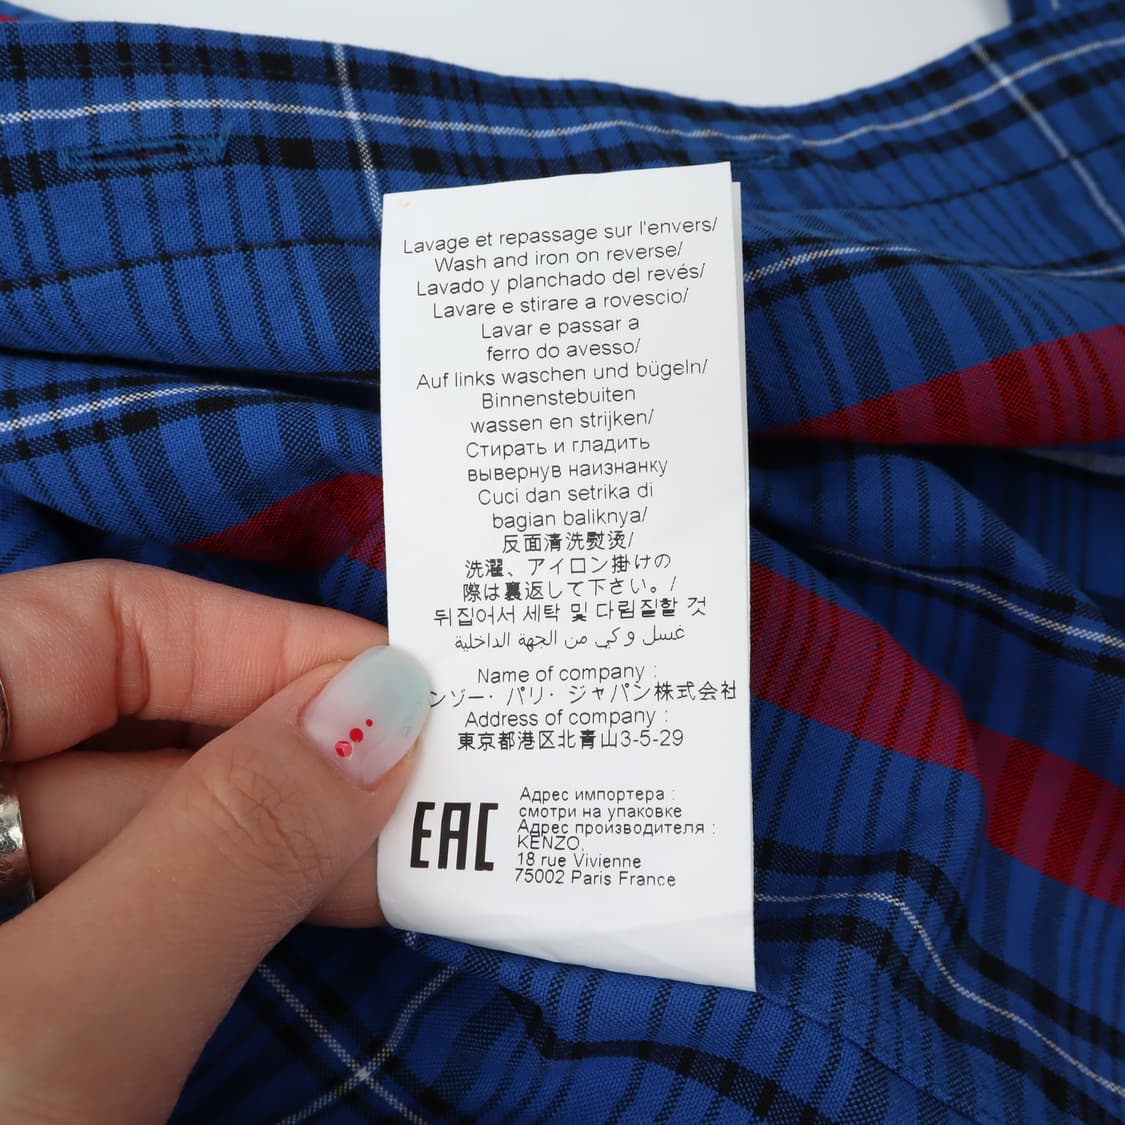 Lavage et repassage sur l'envers/
Wash and iron on reverse/
Lavado y planchado del revés/
Lavare e stirare a rovescio/
Lavar e passar a
ferro do avesso/
Auf links waschen und bügeln/
Binnenstebuiten
wassen en strijken/
Стирать и гладить
вывернув наизнанку
Cuci dan setrika di
bagian baliknya/
反面清洗熨烫/
洗濯、アイロン掛けの
際は裏返して下さい。/
뒤집어서 세탁 및 다림질할 것
غسل و كي من الجهة الداخلية
Name of company :
ンゾー・パリ・ジャパン株式会社
Address of company :
東京都港区北青山3-5-29
EAC
Адрес импортера :
смотри на упаковке
Адрес производителя :
KENZO,
18 rue Vivienne
75002 Paris France